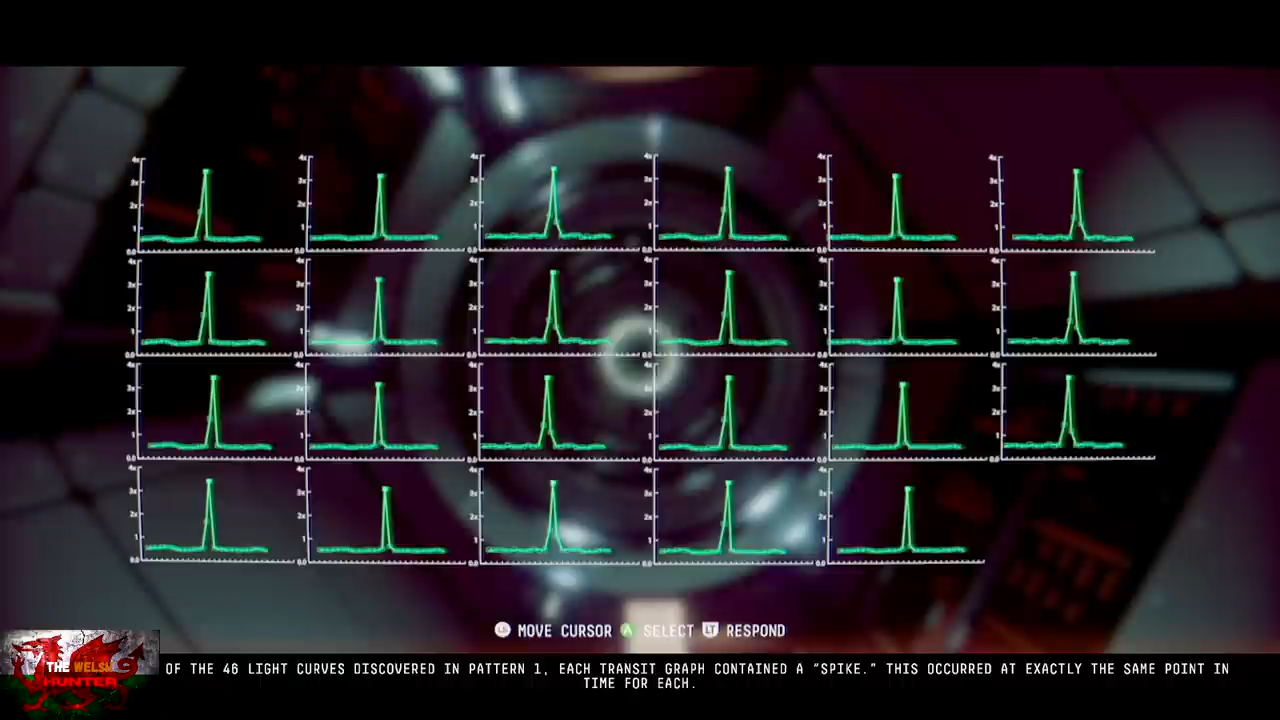 MOVE CURSOR SELECT LT RESPOND
THE WELSH
HUNTER
OF THE 46 LIGHT CURVES DISCOVERED IN PATTERN 1, EACH TRANSIT GRAPH CONTAINED A "SPIKE." THIS OCCURRED AT EXACTLY THE SAME POINT IN
TIME FOR EACH.